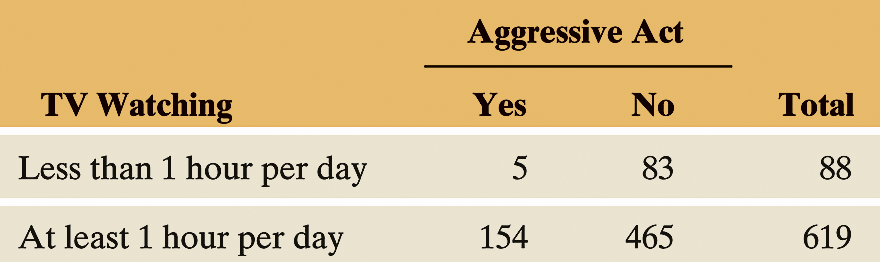 Aggressive Act
TV Watching Yes No Total
Less than 1 hour per day 5 83 88
At least 1 hour per day 154 465 619